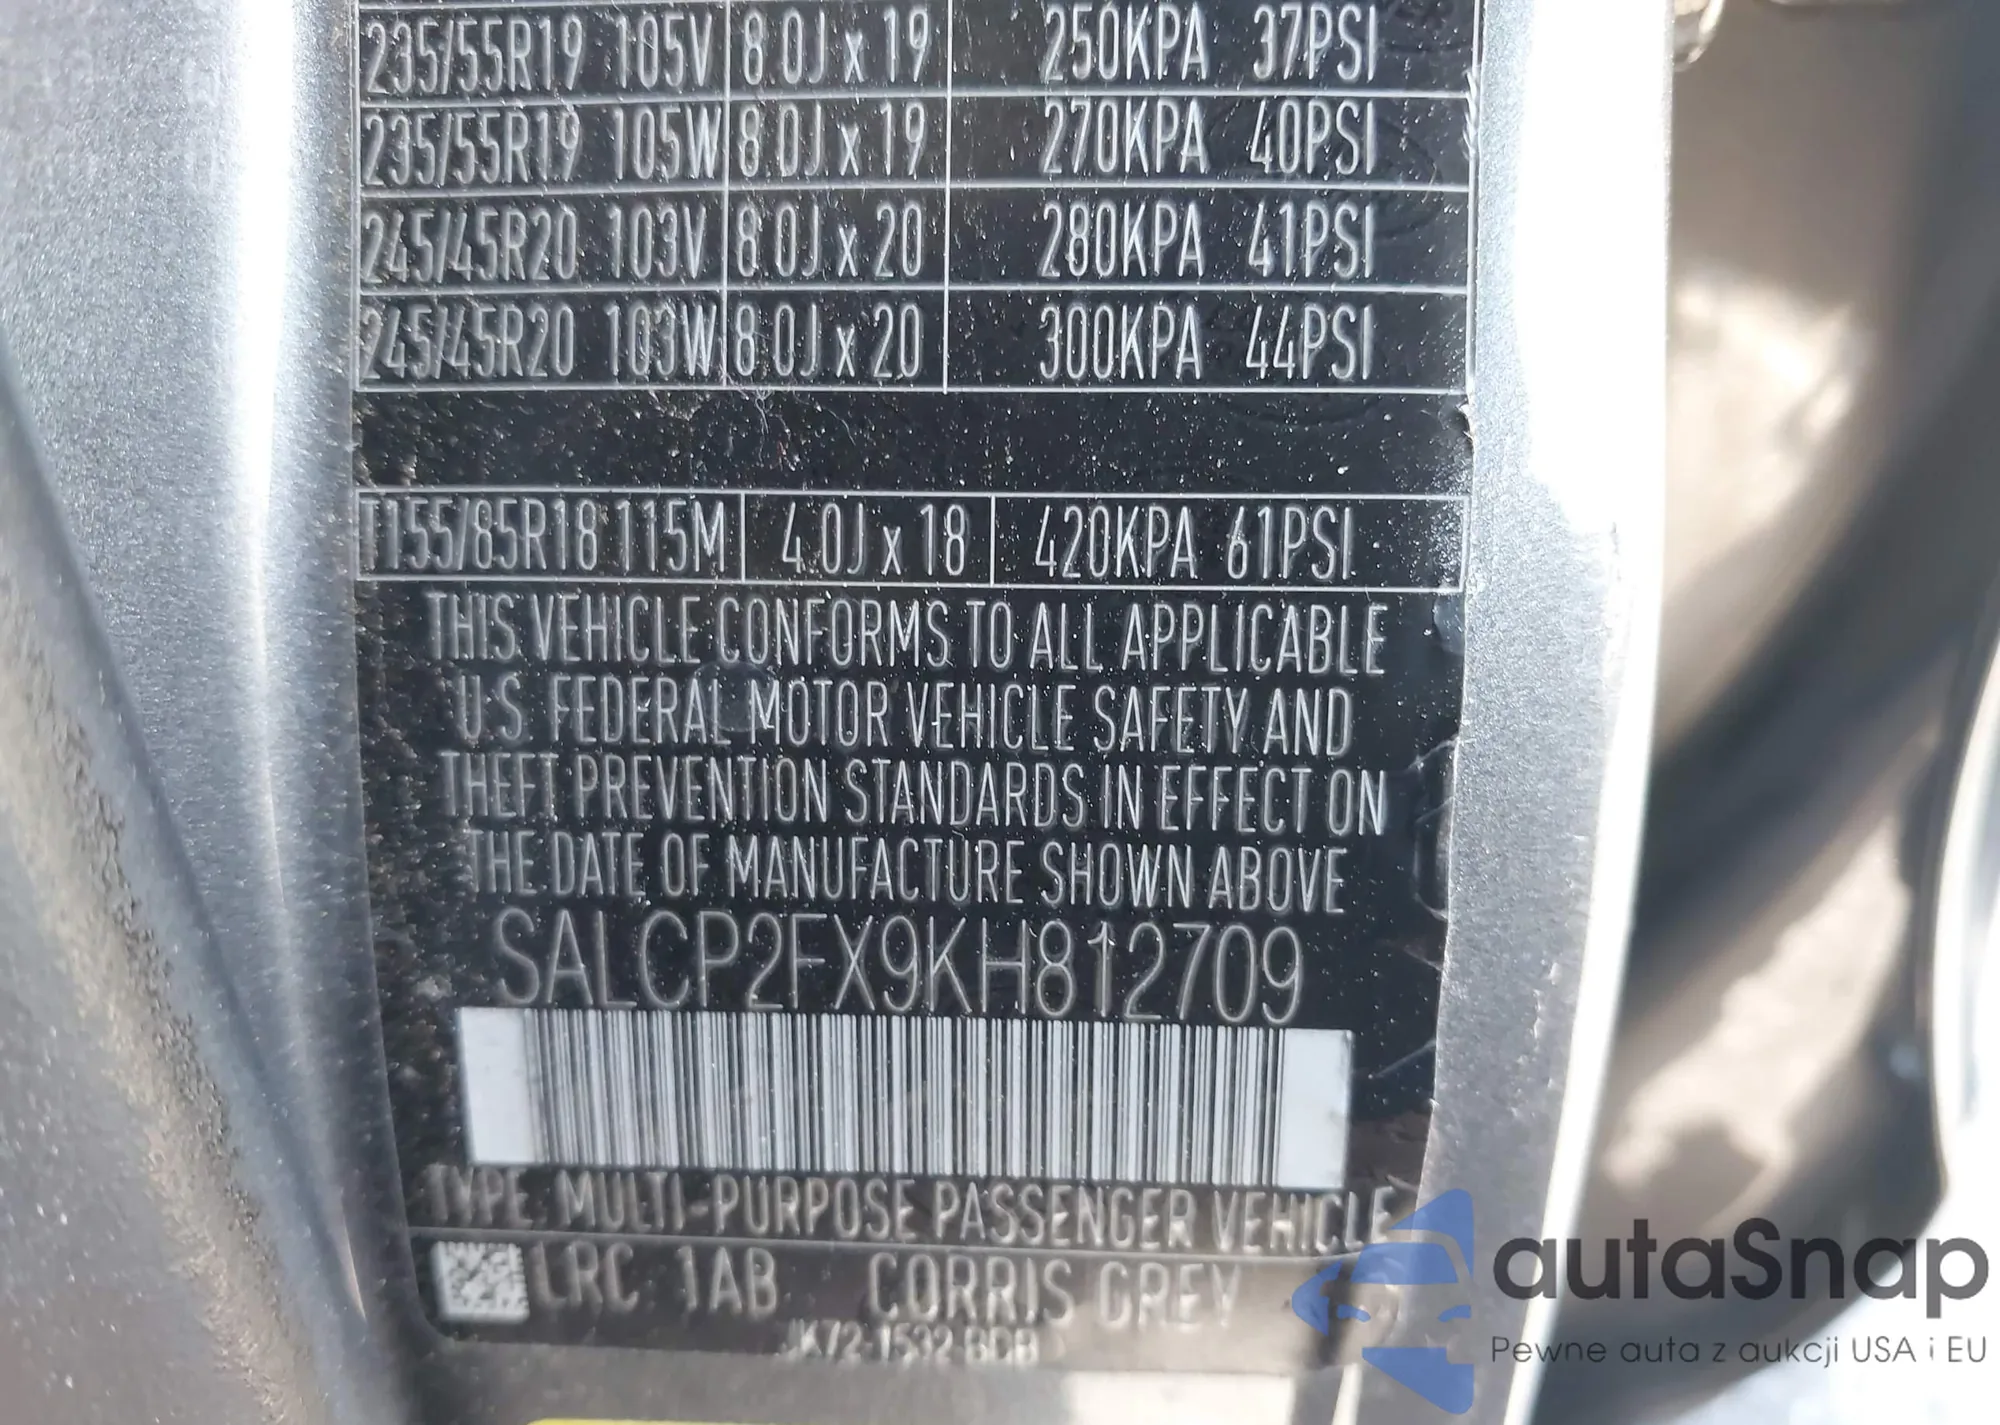 235/55R19 105V 8.0J x 19 250KPA 37PSI
235/55R19 105W 8.0J x 19 270KPA 40PSI
245/45R20 103V 8.0J x 20 280KPA 41PSI
245/45R20 103W 8.0J x 20 300KPA 44PSI
T155/85R18 115M 4.0J x 18 420KPA 61PSI
THIS VEHICLE CONFORMS TO ALL APPLICABLE
U.S. FEDERAL MOTOR VEHICLE SAFETY AND
THEFT PREVENTION STANDARDS IN EFFECT ON
THE DATE OF MANUFACTURE SHOWN ABOVE
SALCP2FX9KH812709
TYPE: MULTI-PURPOSE PASSENGER VEHICLE
LRC 1AB CORRIS GREY
JK72-1532-BDB
autoSnap
Pewne auta z aukcji USA i EU